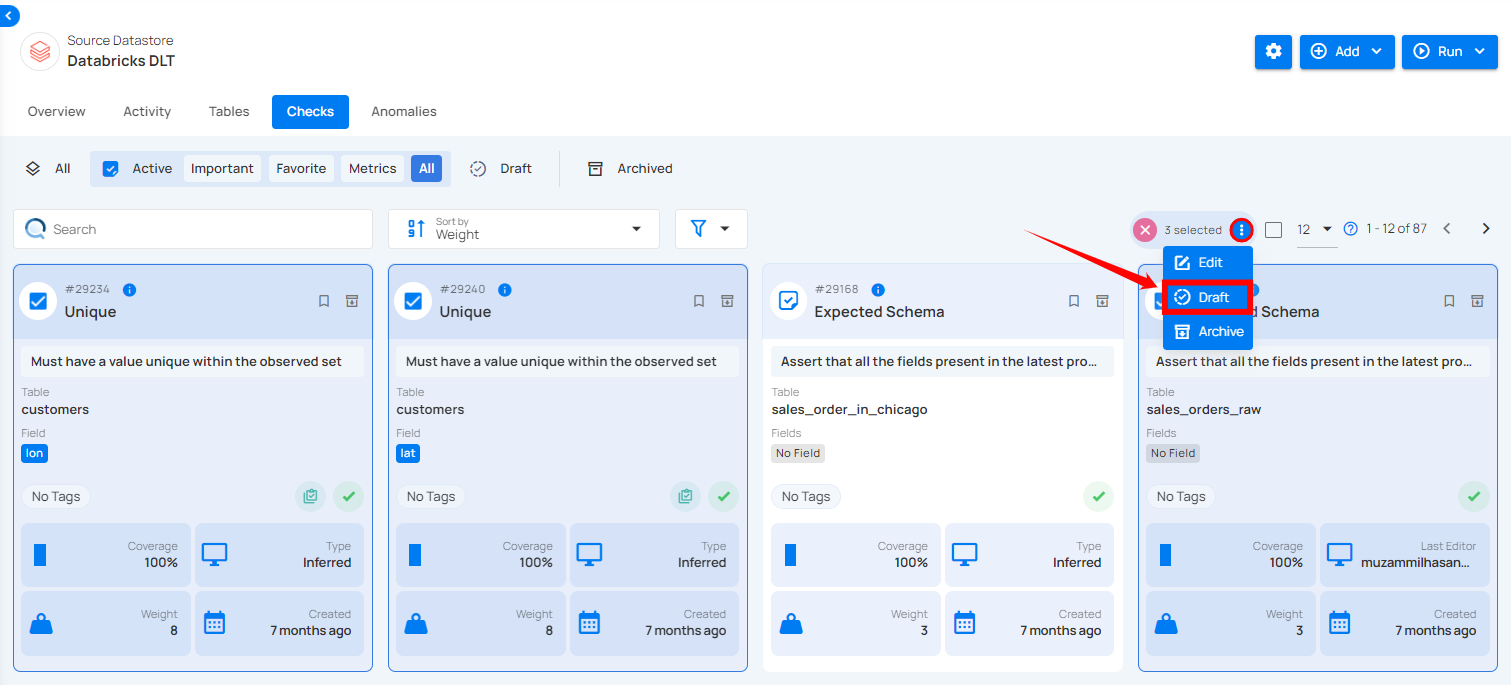 Source Datastore
Databricks DLT
Add
Run
Overview
Activity
Tables
Checks
Anomalies
All
Active
Important
Favorite
Metrics
All
Draft
Archived
Search
Sort by
Weight
3 selected
12
1 - 12 of 87
Edit
Draft
Archive
#29234
Unique
Must have a value unique within the observed set
Table
customers
Field
lon
No Tags
Coverage
100%
Type
Inferred
Weight
8
Created
7 months ago
#29240
Unique
Must have a value unique within the observed set
Table
customers
Field
lat
No Tags
Coverage
100%
Type
Inferred
Weight
8
Created
7 months ago
#29168
Expected Schema
Assert that all the fields present in the latest pro...
Table
sales_order_in_chicago
Fields
No Field
No Tags
Coverage
100%
Type
Inferred
Weight
3
Created
7 months ago
Schema
Assert that all the fields present in the latest pro...
Table
sales_orders_raw
Fields
No Field
No Tags
Coverage
100%
Last Editor
muzammilhasan...
Weight
3
Created
7 months ago